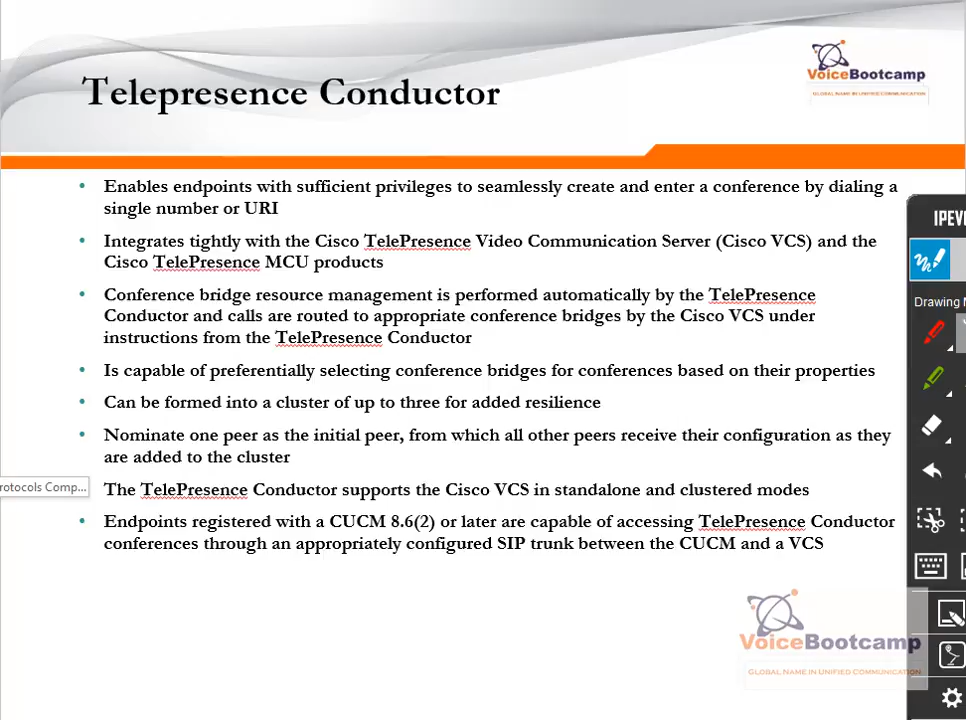 Telepresence Conductor
VoiceBootcamp
GLOBAL NAME IN UNIFIED COMMUNICATION
• Enables endpoints with sufficient privileges to seamlessly create and enter a conference by dialing a
single number or URI
• Integrates tightly with the Cisco TelePresence Video Communication Server (Cisco VCS) and the
Cisco TelePresence MCU products
• Conference bridge resource management is performed automatically by the TelePresence
Conductor and calls are routed to appropriate conference bridges by the Cisco VCS under
instructions from the TelePresence Conductor
• Is capable of preferentially selecting conference bridges for conferences based on their properties
• Can be formed into a cluster of up to three for added resilience
• Nominate one peer as the initial peer, from which all other peers receive their configuration as they
are added to the cluster
The TelePresence Conductor supports the Cisco VCS in standalone and clustered modes
• Endpoints registered with a CUCM 8.6(2) or later are capable of accessing TelePresence Conductor
conferences through an appropriately configured SIP trunk between the CUCM and a VCS
rotocols Comp...
IPEV
Drawing M
VoiceBootcamp
GLOBAL NAME IN UNIFIED COMMUNICATION